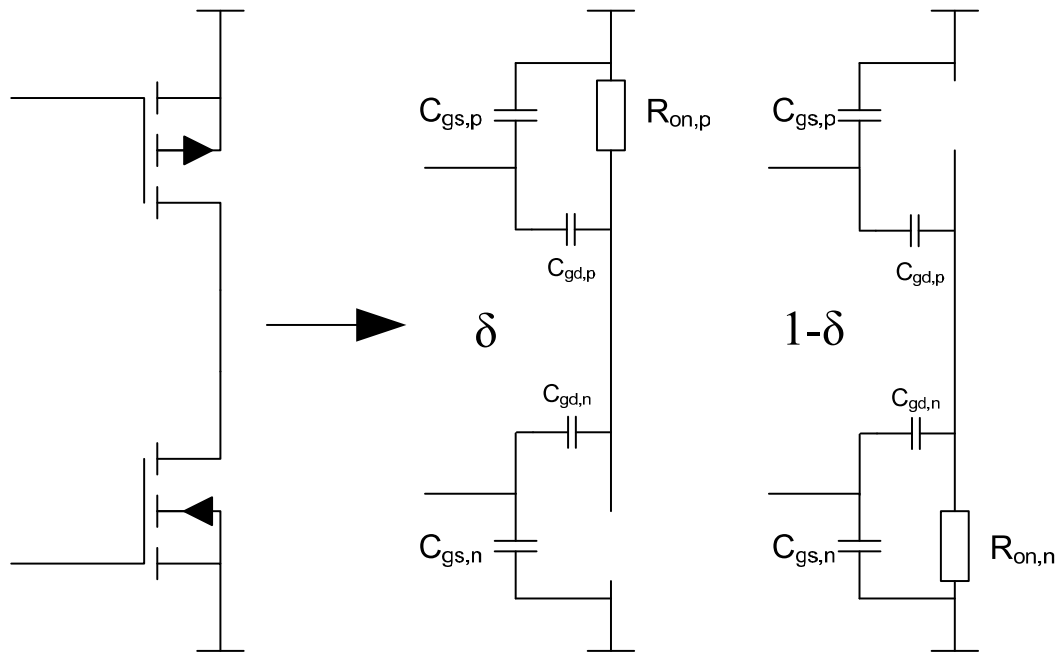 C_gs,p
R_on,p
C_gd,p
δ
C_gd,n
C_gs,n
C_gs,p
C_gd,p
1-δ
C_gd,n
C_gs,n
R_on,n